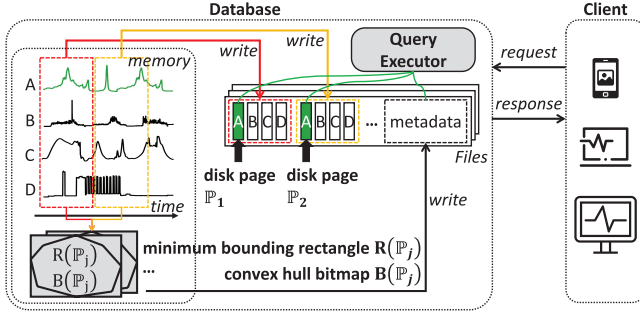 Database
Client
memory
write
write
Query
Executor
request
response
A
B
C
D
A B C D
A B C D
...
metadata
Files
disk page
ℙ₁
disk page
ℙ₂
write
time
R(ℙⱼ)
B(ℙⱼ)
...
minimum bounding rectangle R(ℙⱼ)
convex hull bitmap B(ℙⱼ)